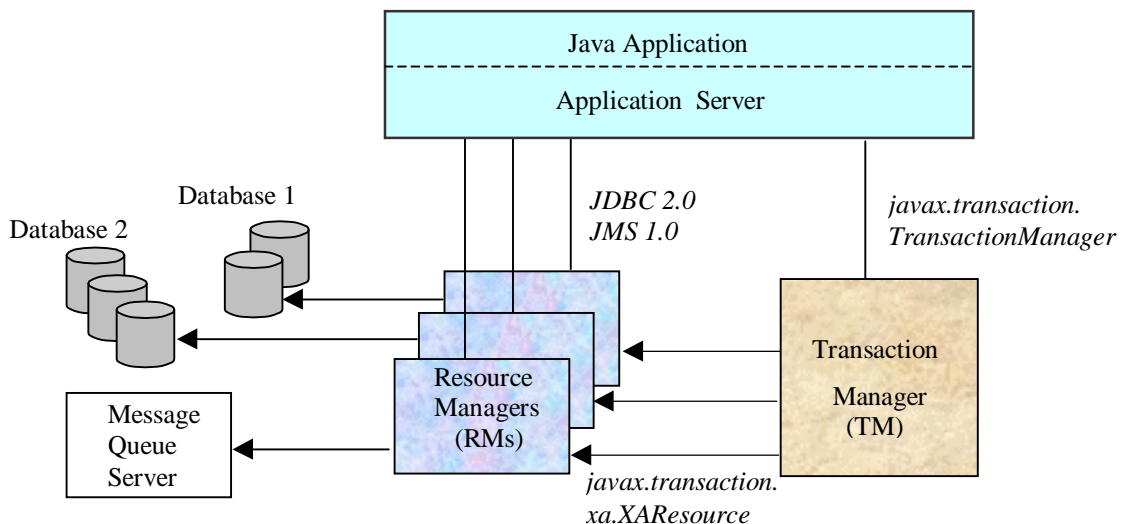 Java Application
Application Server
Database 1
Database 2
JDBC 2.0
JMS 1.0
javax.transaction.
TransactionManager
Resource
Managers
(RMs)
Transaction
Manager
(TM)
Message
Queue
Server
javax.transaction.
xa.XAResource